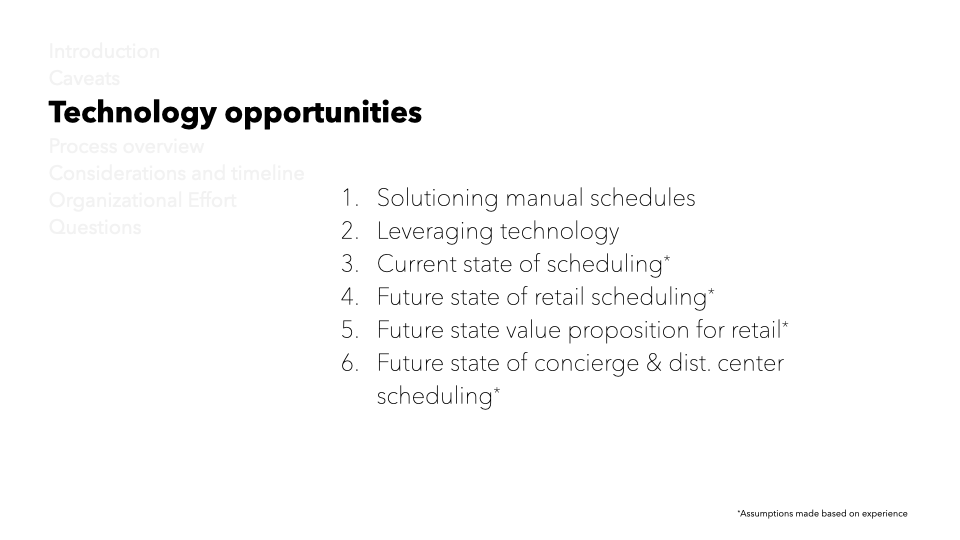 Introduction
Caveats
Technology opportunities
Process overview
Considerations and timeline
Organizational Effort
Questions
1. Solutioning manual schedules
2. Leveraging technology
3. Current state of scheduling*
4. Future state of retail scheduling*
5. Future state value proposition for retail*
6. Future state of concierge & dist. center
scheduling*
*Assumptions made based on experience